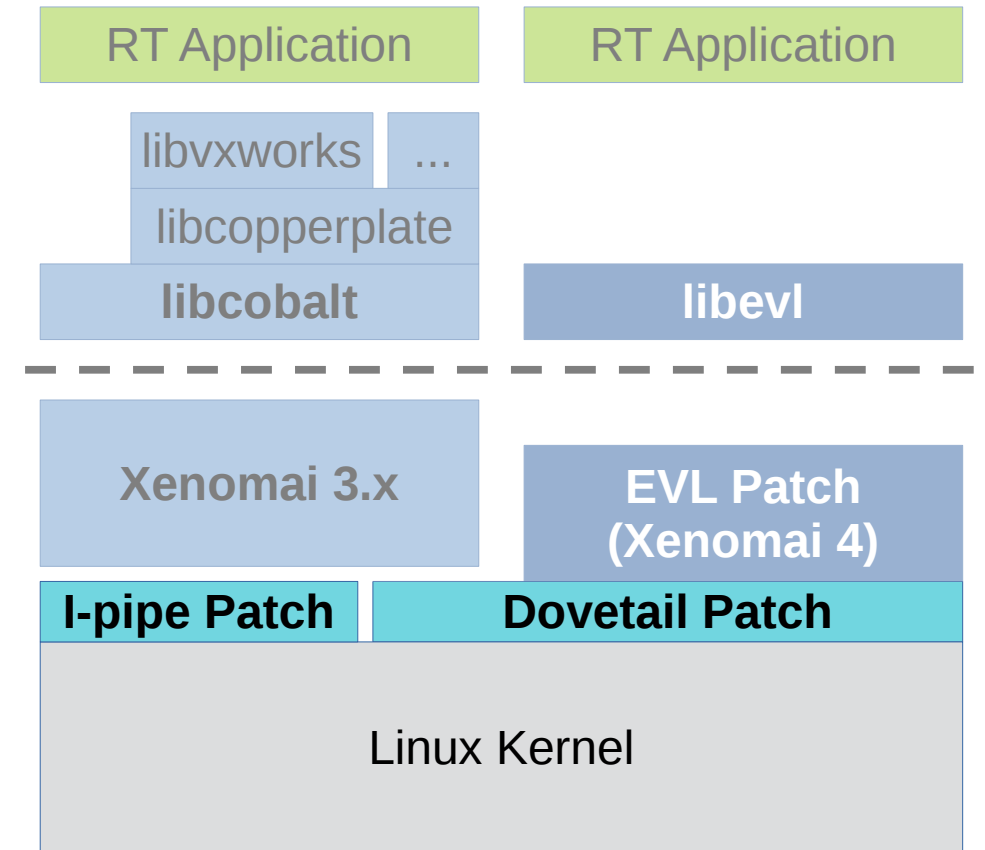 RT Application
RT Application
libvxworks
...
libcopperplate
libcobalt
libevl
Xenomai 3.x
EVL Patch
(Xenomai 4)
I-pipe Patch
Dovetail Patch
Linux Kernel